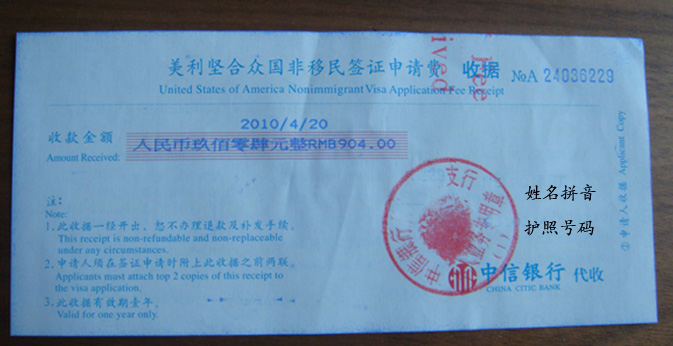 美利坚合众国非移民签证申请费 收据 №A 24036229
United States of America Nonimmigrant Visa Application Fee Receipt
2010/4/20
收款金额
人民币玖佰零肆元整RMB904.00
Amount Received:
注:
Note:
1.此收据一经开出，恕不办理退款及补发手续。
This receipt is non-refundable and non-replaceable
under any circumstances.
2.申请人须在签证申请时附上此收据之前两联。
Applicants must attach top 2 copies of this receipt to
the visa application.
3.此收据有效期壹年。
Valid for one year only.
中信银行
支行
姓名拼音
护照号码
中信银行 代收
CHINA CITIC BANK
②申请人收据 Applicant Copy